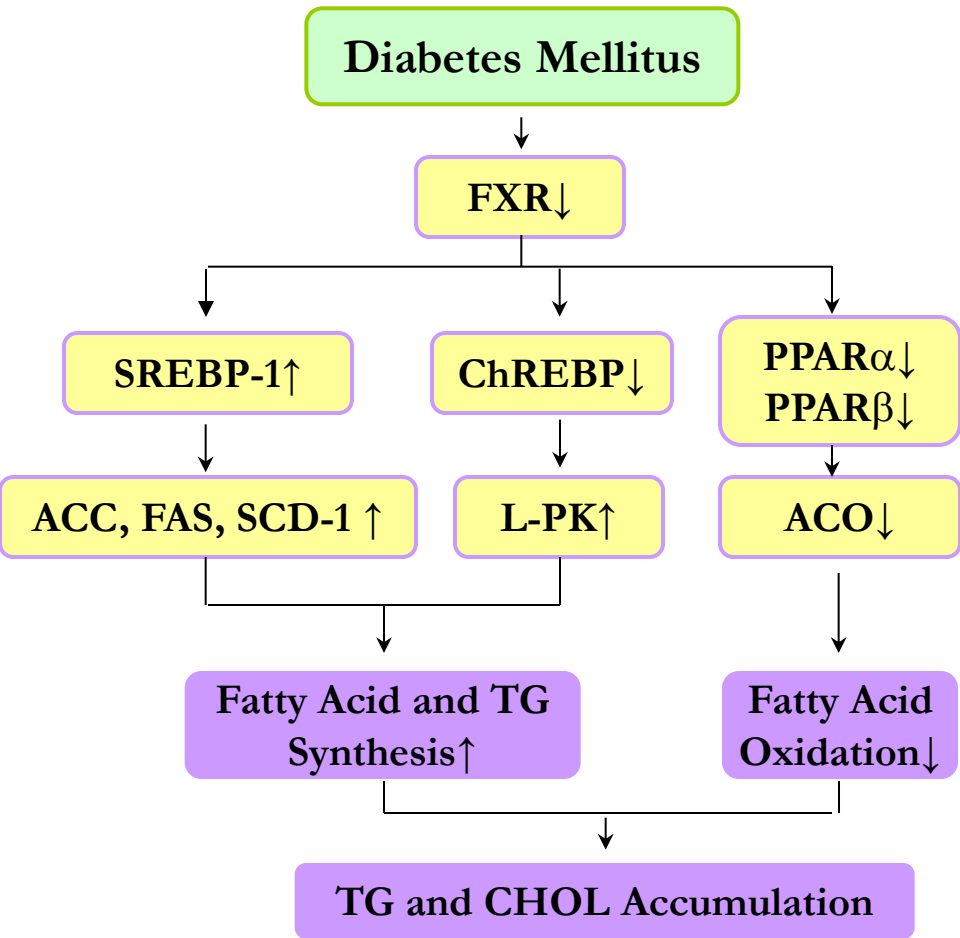 Diabetes Mellitus
FXR↓
SREBP-1↑
ChREBP↓
PPARα↓
PPARβ↓
ACC, FAS, SCD-1 ↑
L-PK↑
ACO↓
Fatty Acid and TG
Synthesis↑
Fatty Acid
Oxidation↓
TG and CHOL Accumulation